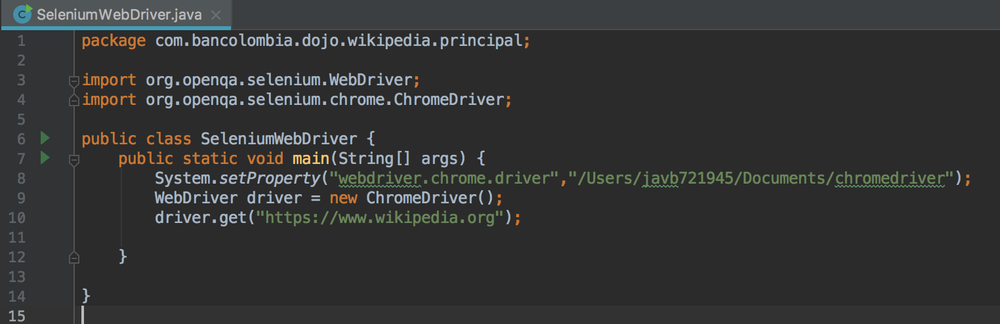 SeleniumWebDriver.java
1 package com.bancolombia.dojo.wikipedia.principal;
2
3 import org.openqa.selenium.WebDriver;
4 import org.openqa.selenium.chrome.ChromeDriver;
5
6 public class SeleniumWebDriver {
7     public static void main(String[] args) {
8         System.setProperty("webdriver.chrome.driver","/Users/javb721945/Documents/chromedriver");
9         WebDriver driver = new ChromeDriver();
10         driver.get("https://www.wikipedia.org");
11
12     }
13
14 }
15